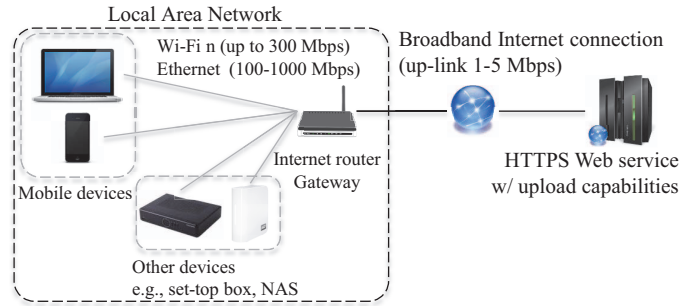 Local Area Network
Wi-Fi n (up to 300 Mbps)
Ethernet (100-1000 Mbps)
Broadband Internet connection
(up-link 1-5 Mbps)
Internet router
Gateway
HTTPS Web service
w/ upload capabilities
Mobile devices
Other devices
e.g., set-top box, NAS